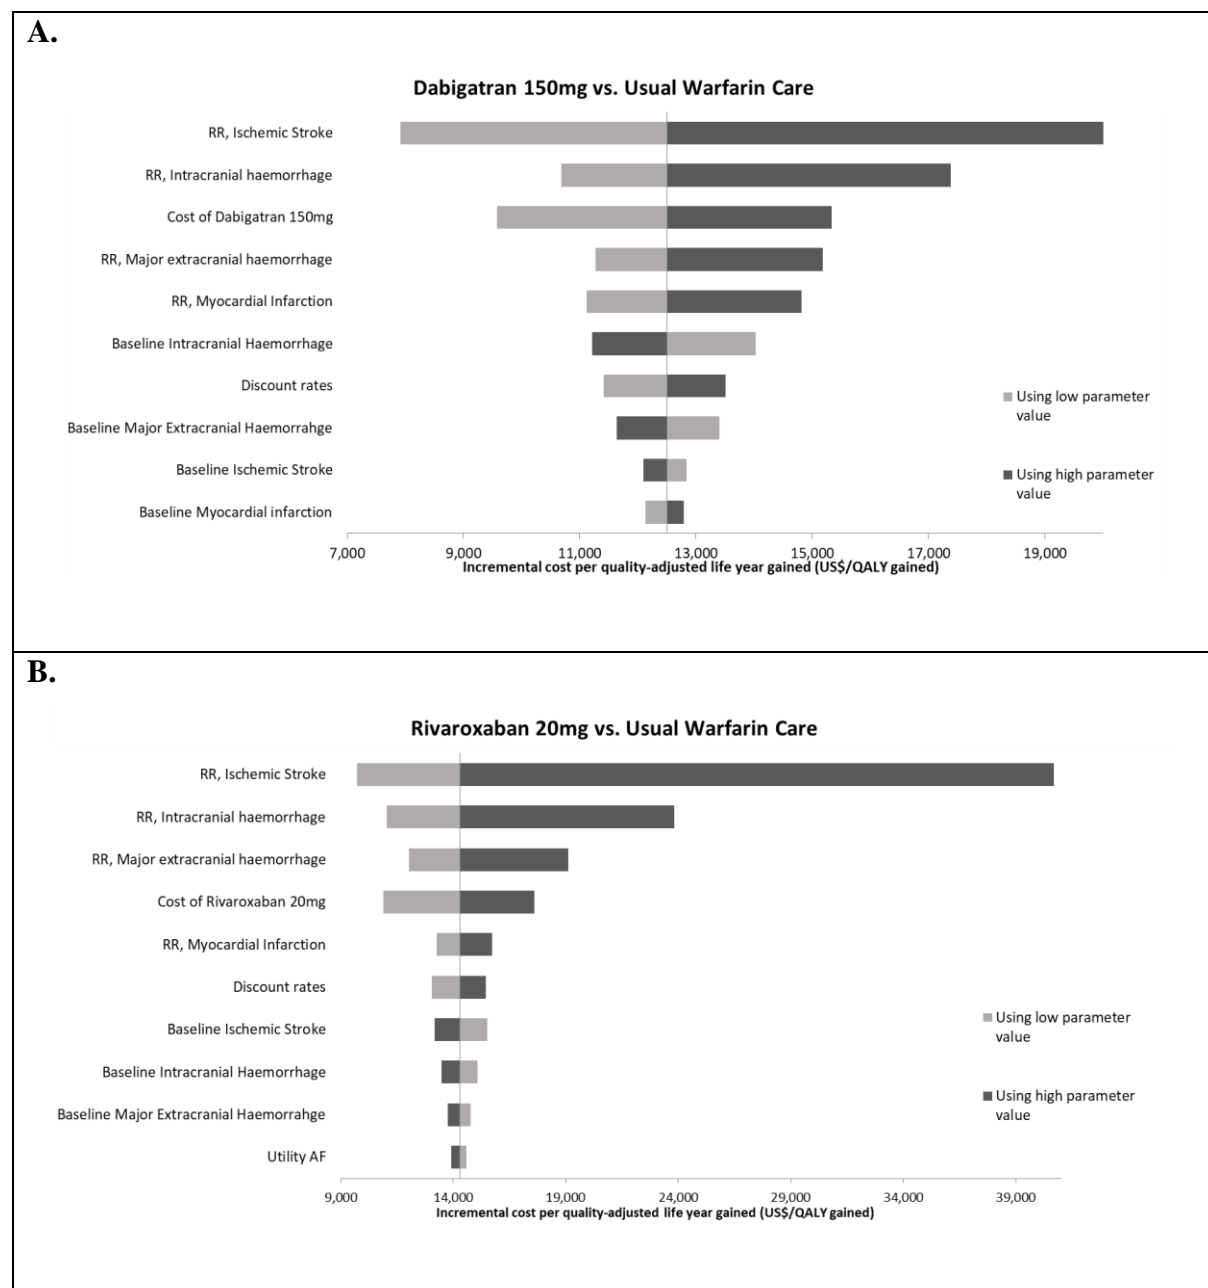 A.
Dabigatran 150mg vs. Usual Warfarin Care
RR, Ischemic Stroke
RR, Intracranial haemorrhage
Cost of Dabigatran 150mg
RR, Major extracranial haemorrhage
RR, Myocardial Infarction
Baseline Intracranial Haemorrhage
Discount rates
Baseline Major Extracranial Haemorrahge
Baseline Ischemic Stroke
Baseline Myocardial infarction
Using low parameter
value
Using high parameter
value
7,000 9,000 11,000 13,000 15,000 17,000 19,000
Incremental cost per quality-adjusted life year gained (US$/QALY gained)
B.
Rivaroxaban 20mg vs. Usual Warfarin Care
RR, Ischemic Stroke
RR, Intracranial haemorrhage
RR, Major extracranial haemorrhage
Cost of Rivaroxaban 20mg
RR, Myocardial Infarction
Discount rates
Baseline Ischemic Stroke
Baseline Intracranial Haemorrhage
Baseline Major Extracranial Haemorrahge
Utility AF
Using low parameter
value
Using high parameter
value
9,000 14,000 19,000 24,000 29,000 34,000 39,000
Incremental cost per quality-adjusted life year gained (US$/QALY gained)